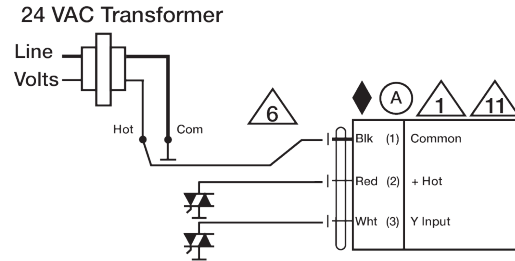 24 VAC Transformer
Line
Volts
Hot
Com
6
A
1
11
Blk (1) Common
Red (2) + Hot
Wht (3) Y Input